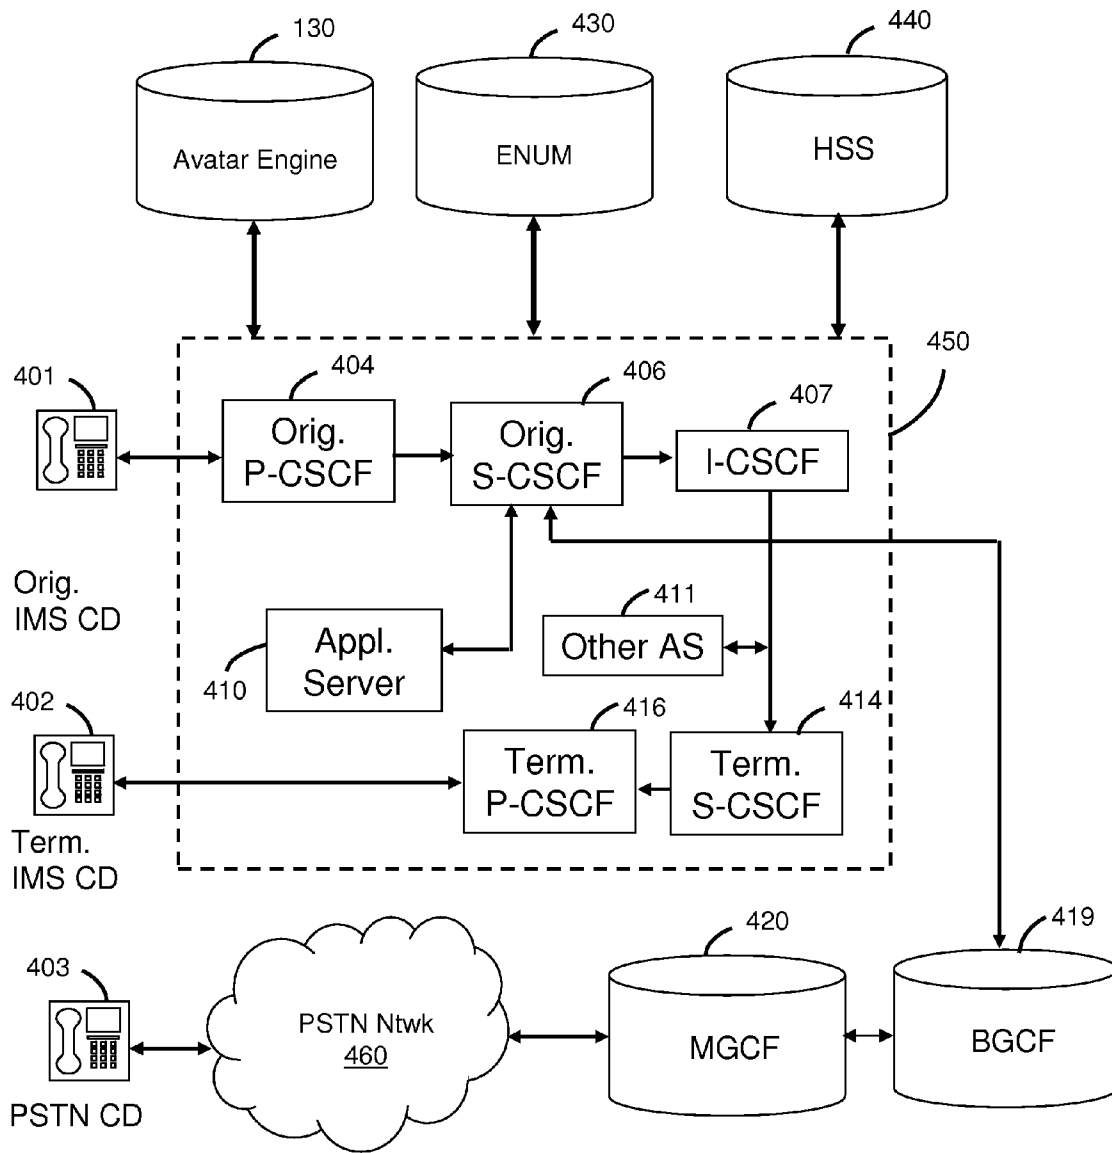 130
430
440
Avatar Engine
ENUM
HSS
450
401
404
406
407
Orig.
P-CSCF
Orig.
S-CSCF
I-CSCF
Orig.
IMS CD
411
Other AS
Appl.
Server
410
402
416
414
Term.
P-CSCF
Term.
S-CSCF
Term.
IMS CD
420
419
403
PSTN Ntwk
460
MGCF
BGCF
PSTN CD